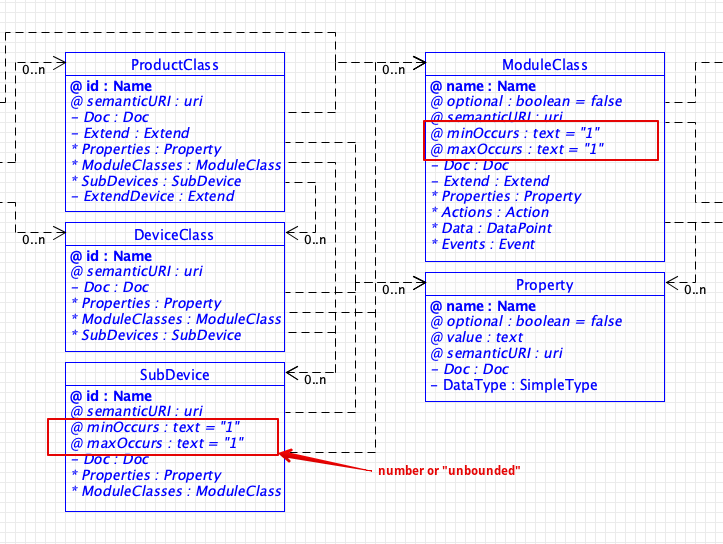 0..n
ProductClass
@ id : Name
@ semanticURI : uri
- Doc : Doc
- Extend : Extend
* Properties : Property
* ModuleClasses : ModuleClass
* SubDevices : SubDevice
- ExtendDevice : Extend
0..n
0..n
DeviceClass
@ id : Name
@ semanticURI : uri
- Doc : Doc
* Properties : Property
* ModuleClasses : ModuleClass
* SubDevices : SubDevice
0..n
SubDevice
@ id : Name
@ semanticURI : uri
@ minOccurs : text = "1"
@ maxOccurs : text = "1"
- Doc : Doc
* Properties : Property
* ModuleClasses : ModuleClass
number or "unbounded"
0..n
ModuleClass
@ name : Name
@ optional : boolean = false
@ semanticURI : uri
@ minOccurs : text = "1"
@ maxOccurs : text = "1"
- Doc : Doc
- Extend : Extend
* Properties : Property
* Actions : Action
* Data : DataPoint
* Events : Event
0..n
Property
0..n
@ name : Name
@ optional : boolean = false
@ value : text
@ semanticURI : uri
- Doc : Doc
- DataType : SimpleType